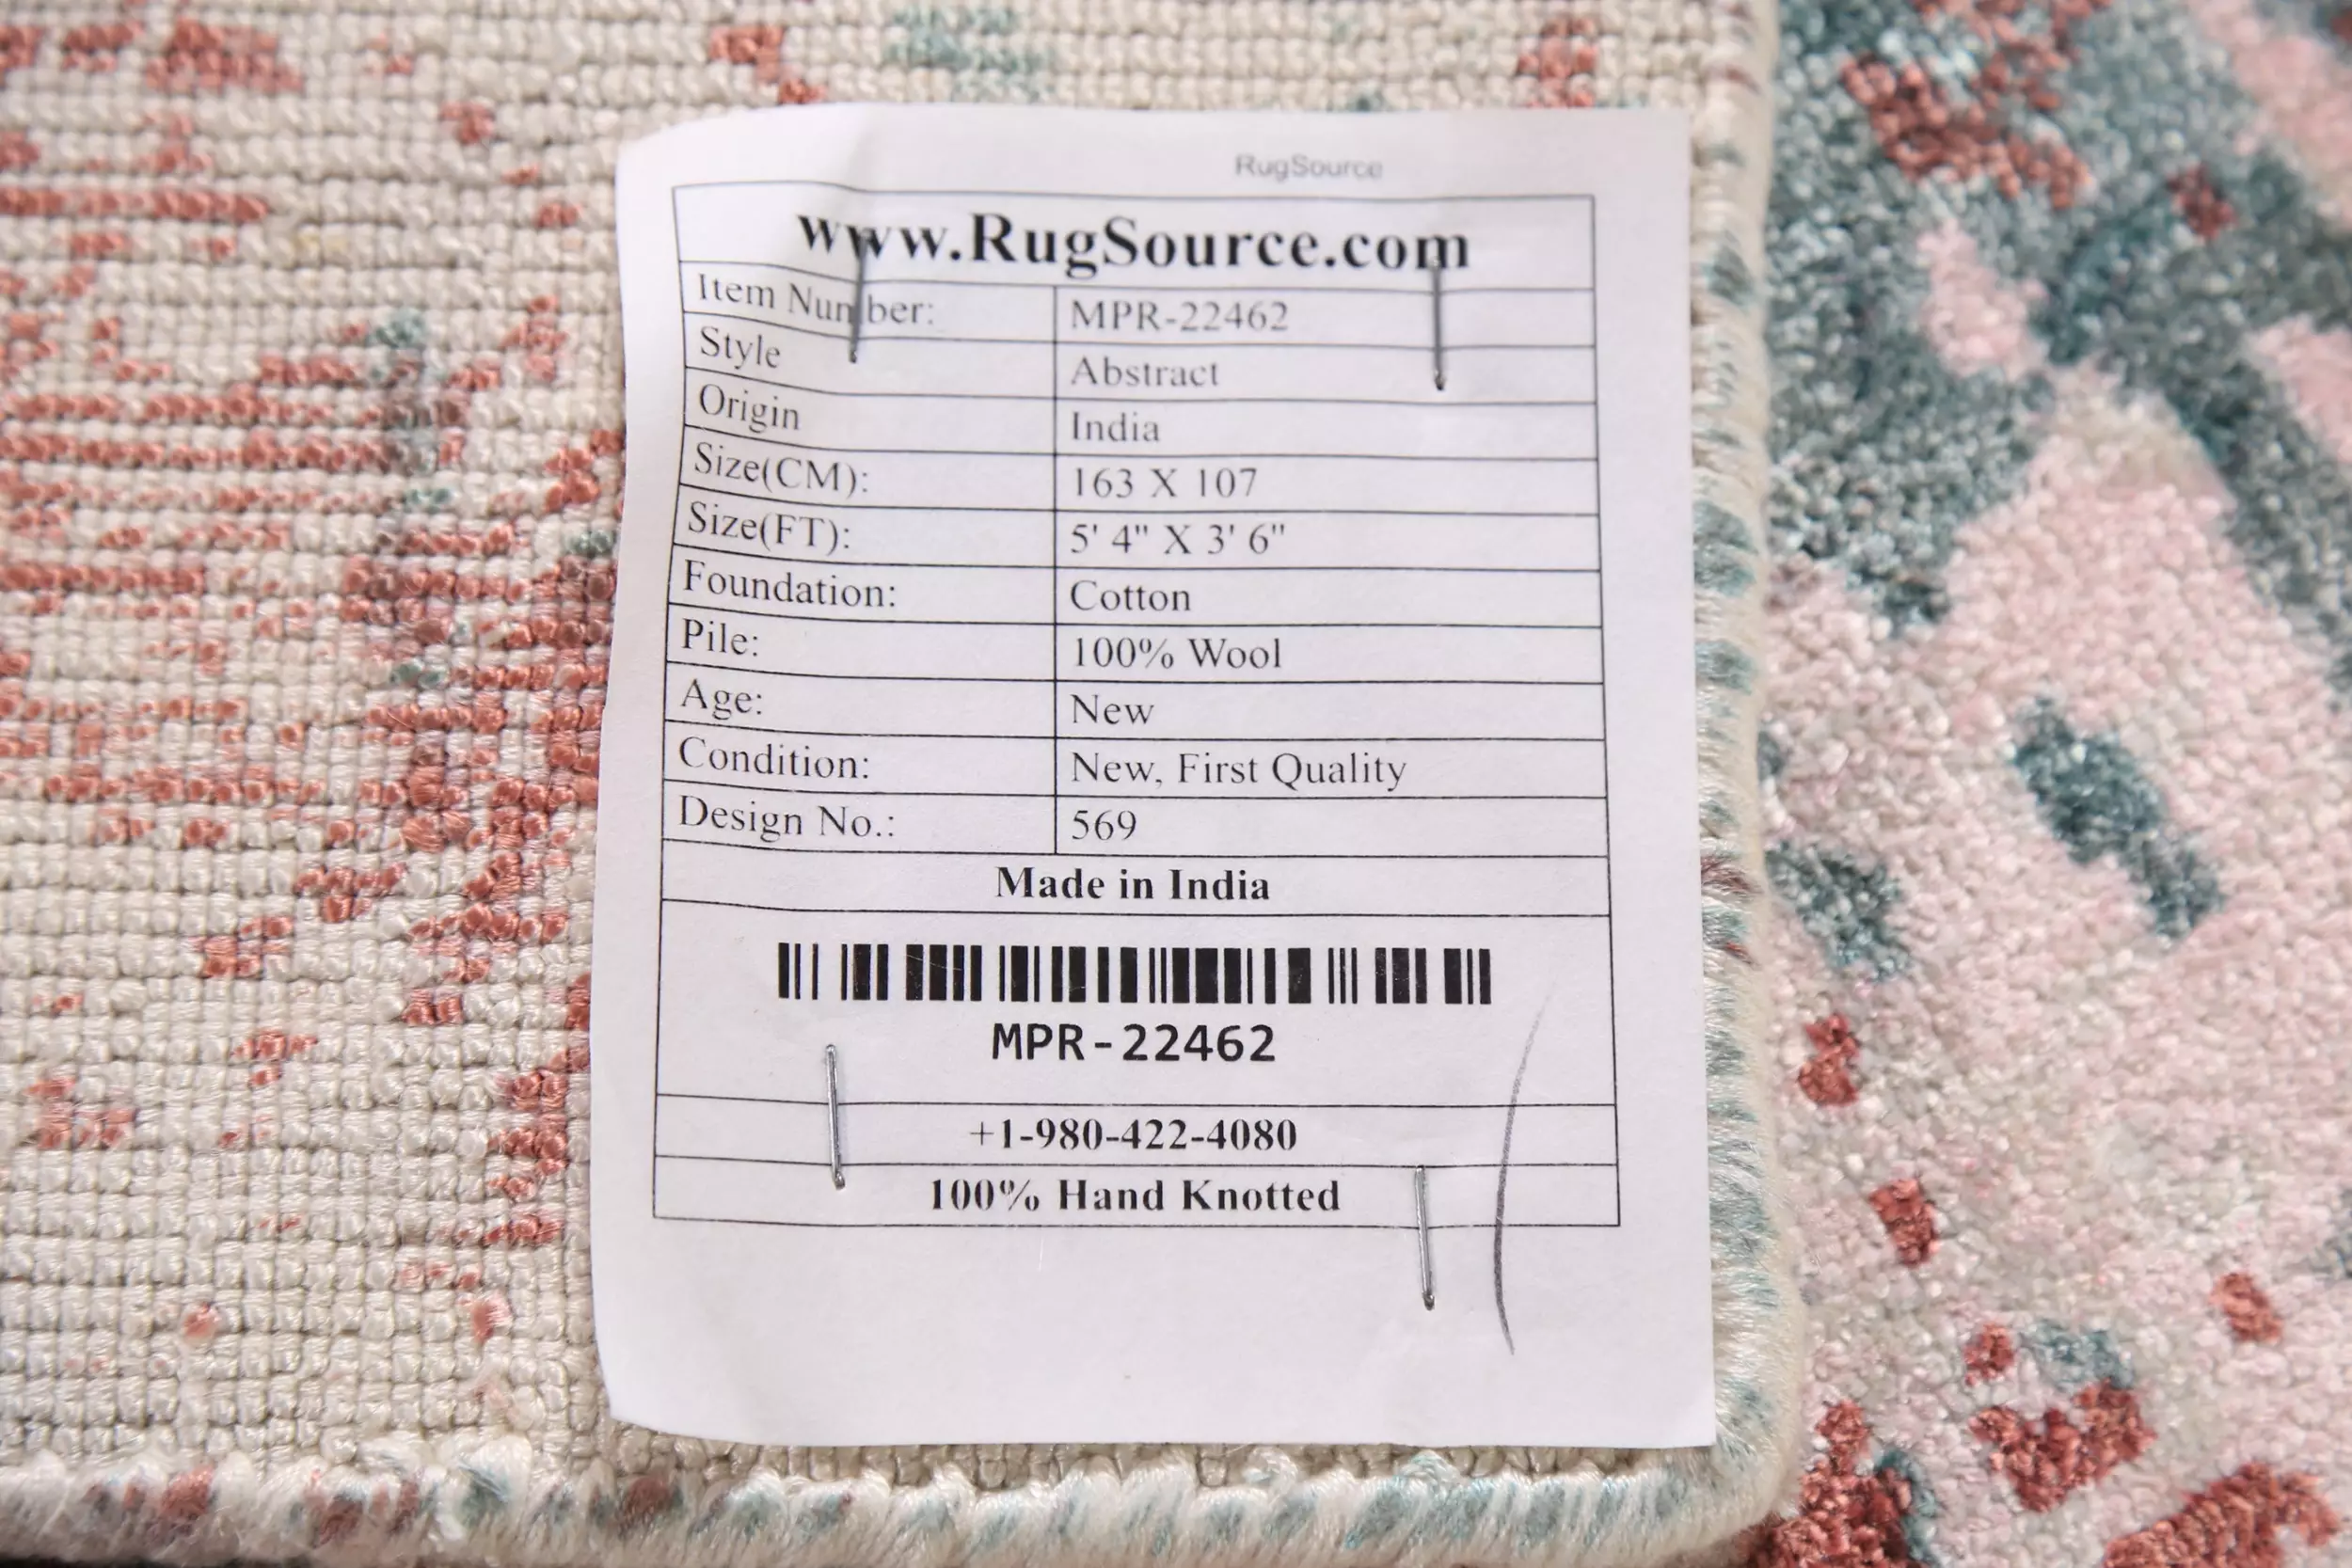 RugSource
www.RugSource.com
Item Number: MPR-22462
Style Abstract
Origin India
Size(CM): 163 X 107
Size(FT): 5' 4" X 3' 6"
Foundation: Cotton
Pile: 100% Wool
Age: New
Condition: New, First Quality
Design No.: 569
Made in India
MPR-22462
+1-980-422-4080
100% Hand Knotted